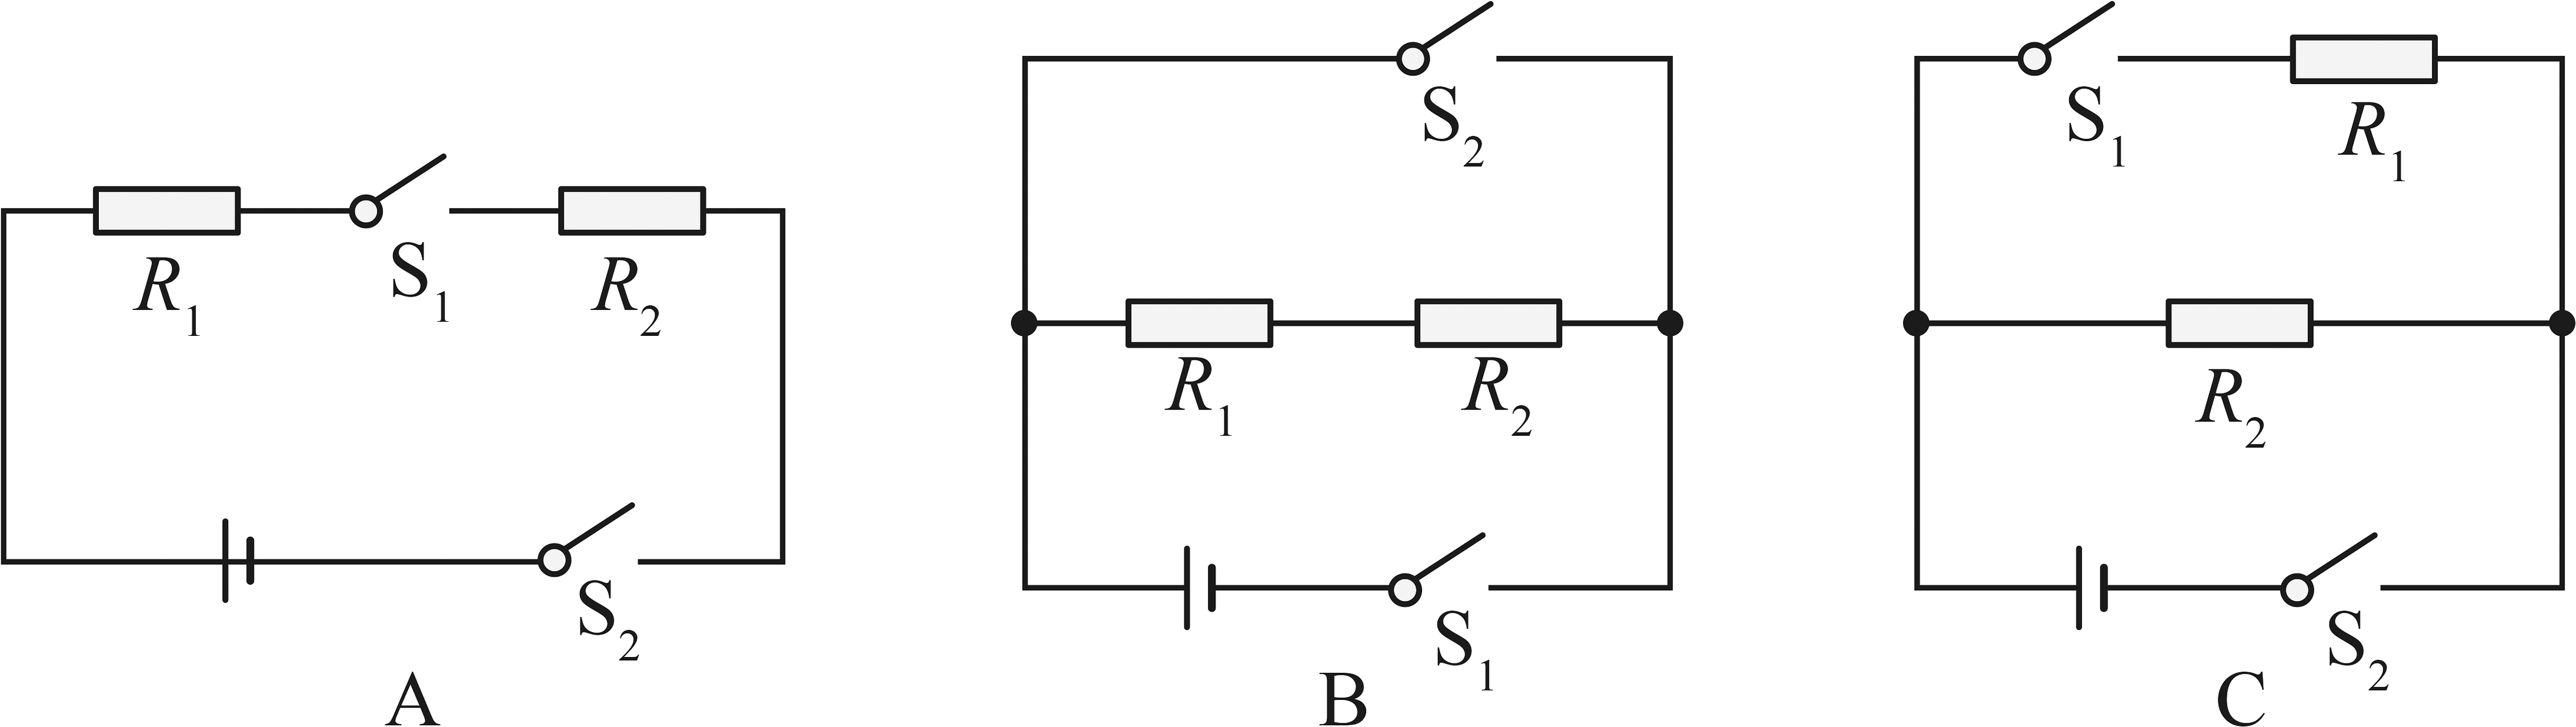 R₁ S₁ R₂
S₂
A
S₂
R₁ R₂
S₁
B
S₁ R₁
R₂
S₂
C